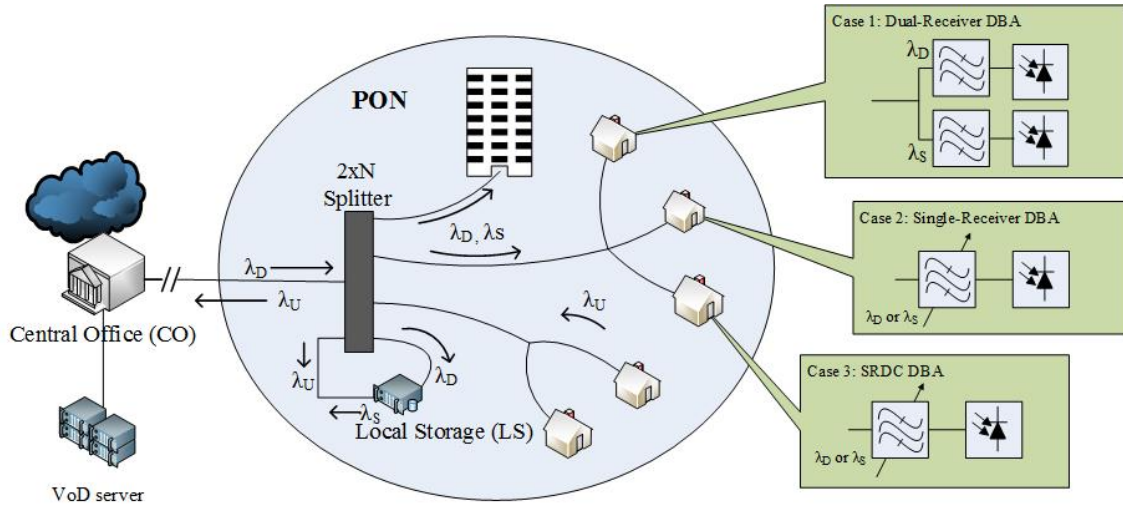 Case 1: Dual-Receiver DBA
λD
λS
PON
2xN
Splitter
λD, λS
Case 2: Single-Receiver DBA
λD or λS
λD
λU
λU
Central Office (CO)
λU
λD
λS
Local Storage (LS)
Case 3: SRDC DBA
λD or λS
VoD server